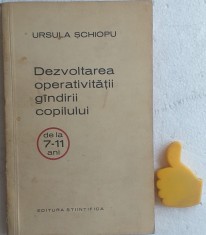 URSULA SCHIOPU
Dezvoltarea
operativității
gîndirii
copilului
de la
7-11
ani
EDITURA ȘTIINȚIFICĂ